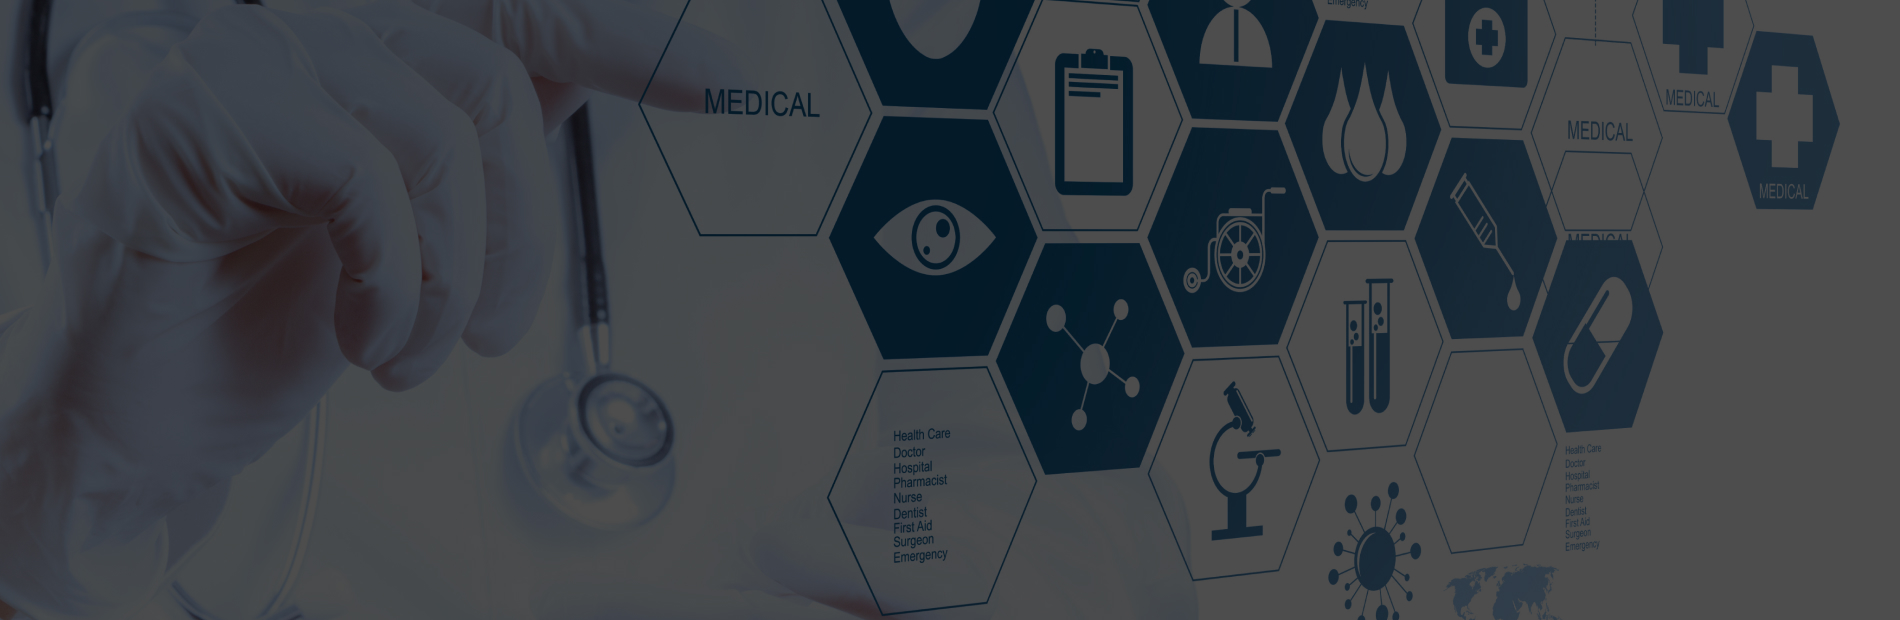 Emergency
MEDICAL
MEDICAL
MEDICAL
MEDICAL
MEDICAL
Health Care
Doctor
Hospital
Pharmacist
Nurse
Dentist
First Aid
Surgeon
Emergency
Health Care
Doctor
Hospital
Pharmacist
Nurse
Dentist
First Aid
Surgeon
Emergency